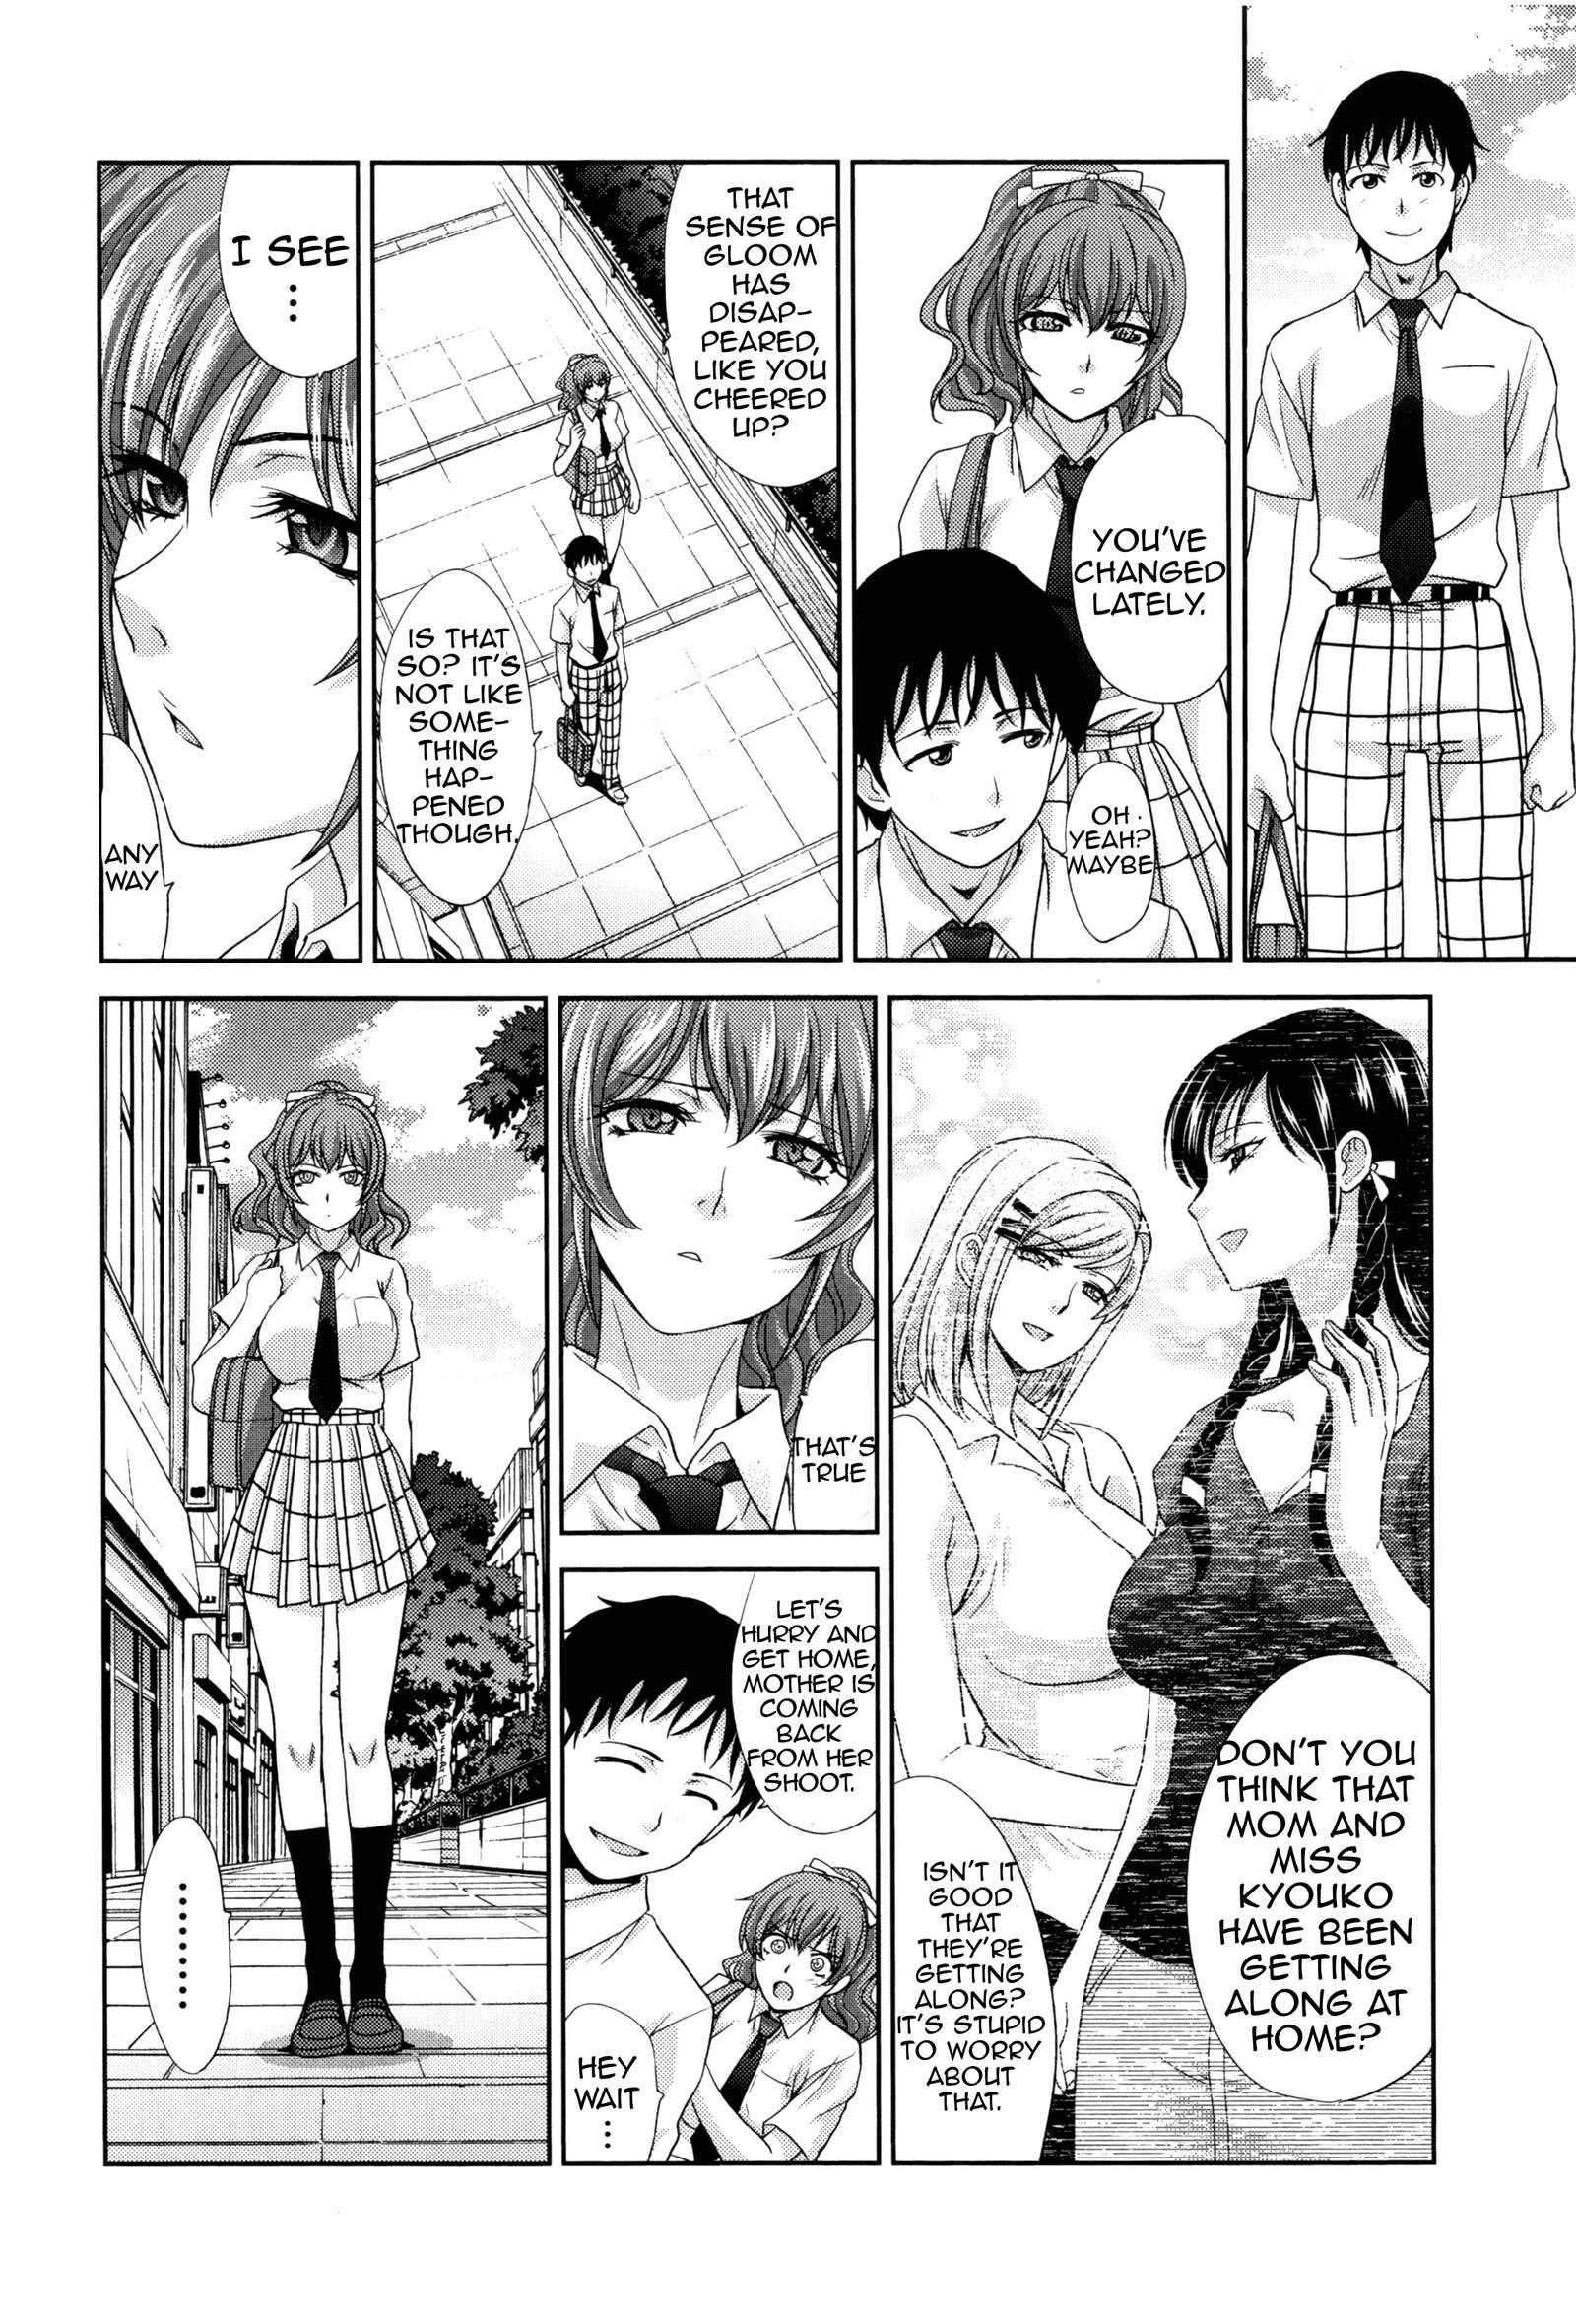 YOU'VE
CHANGED
LATELY.
OH
YEAH?
MAYBE
THAT
SENSE OF
GLOOM
HAS
DISAP-
PEARED,
LIKE YOU
CHEERED
UP?
IS THAT
SO? IT'S
NOT LIKE
SOME-
THING
HAP-
PENED
THOUGH.
I SEE
...
ANY
WAY
DON'T YOU
THINK THAT
MOM AND
MISS
KYOUKO
HAVE BEEN
GETTING
ALONG AT
HOME?
ISN'T IT
GOOD
THAT
THEY'RE
GETTING
ALONG?
IT'S STUPID
TO WORRY
ABOUT
THAT.
THAT'S
TRUE
LET'S
HURRY AND
GET HOME,
MOTHER IS
COMING
BACK
FROM HER
SHOOT.
HEY
WAIT
...
.........